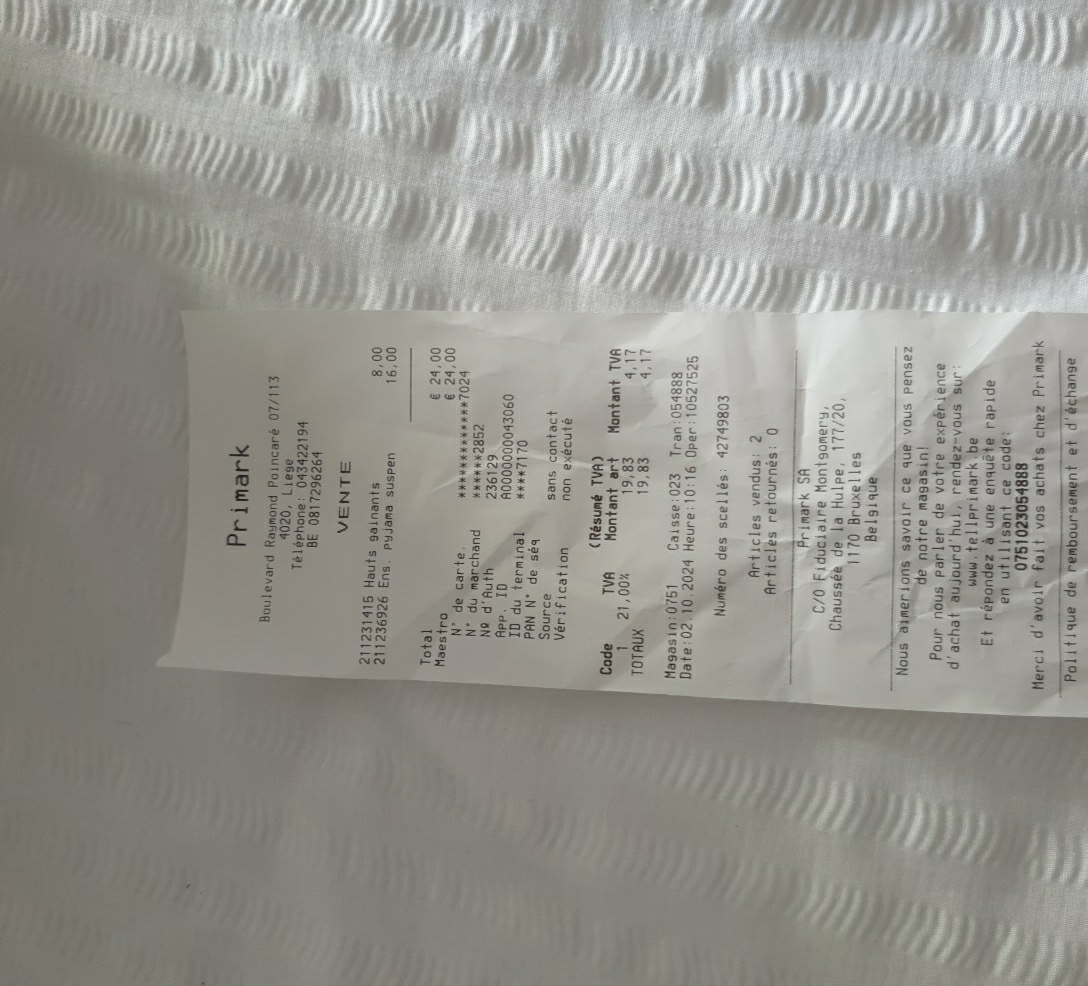 Primark
Boulevard Raymond Poincaré 07/113
4020, Liege
Téléphone: 043422194
BE 0817296264
VENTE
211231415 Hauts gainants 8,00
211236926 Ens. pyjama suspen 16,00
Total € 24,00
Maestro € 24,00
N° de carte. ************7024
N° du marchand ******2852
Nº d'Auth 236129
App. ID A0000000043060
ID du terminal ****7170
PAN N° de séq
Source sans contact
Vérification non exécuté
(Résumé TVA)
Code TVA Montant art Montant TVA
1 21,00% 19,83 4,17
TOTAUX 19,83 4,17
Magasin:0751 Caisse:023 Tran:054888
Date:02.10.2024 Heure:10:16 Oper:10527525
Numéro des scellés: 42749803
Articles vendus: 2
Articles retournés: 0
Primark SA
C/O Fiduciaire Montgomery,
Chaussée de la Hulpe, 177/20,
1170 Bruxelles
Belgique
Nous aimerions savoir ce que vous pensez
de notre magasin!
Pour nous parler de votre expérience
d'achat aujourd'hui, rendez-vous sur:
www.tellprimark.be
Et répondez à une enquête rapide
en utilisant ce code:
0751023054888
Merci d'avoir fait vos achats chez Primark
Politique de remboursement et d'échange